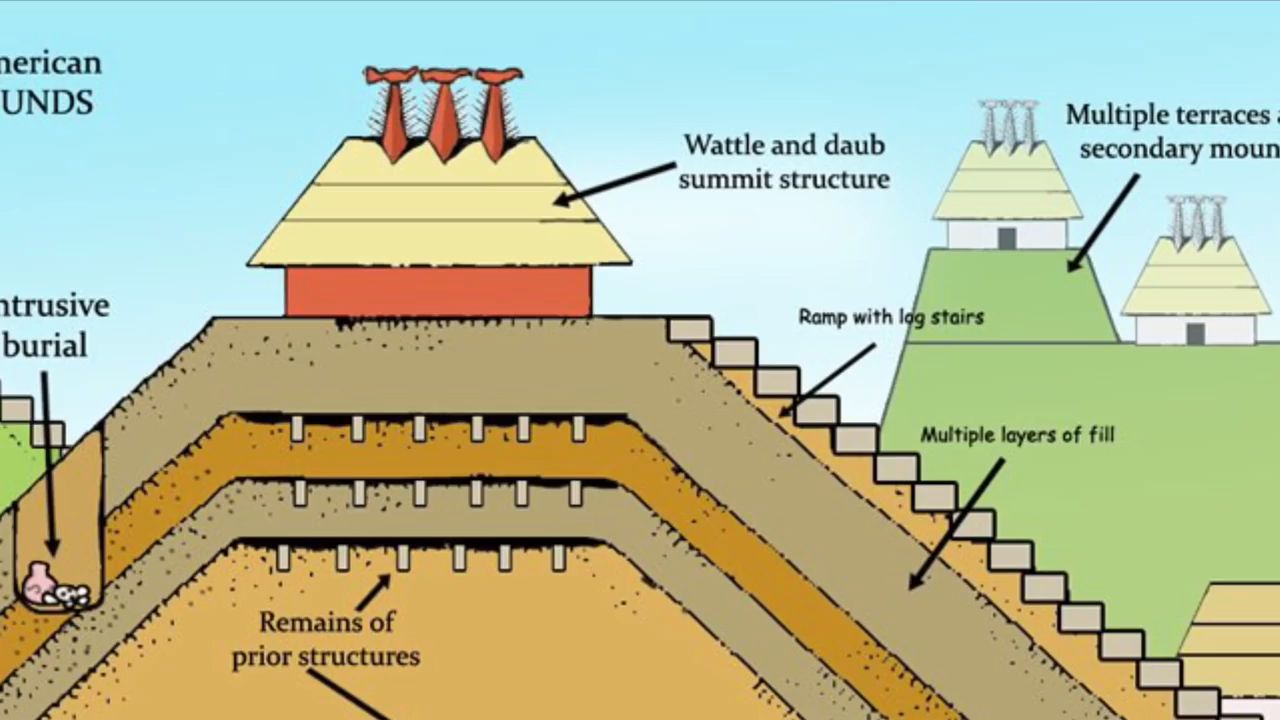 merican
UNDS
Wattle and daub
summit structure
Multiple terraces a
secondary moun
ntrusive
burial
Ramp with log stairs
Multiple layers of fill
Remains of
prior structures